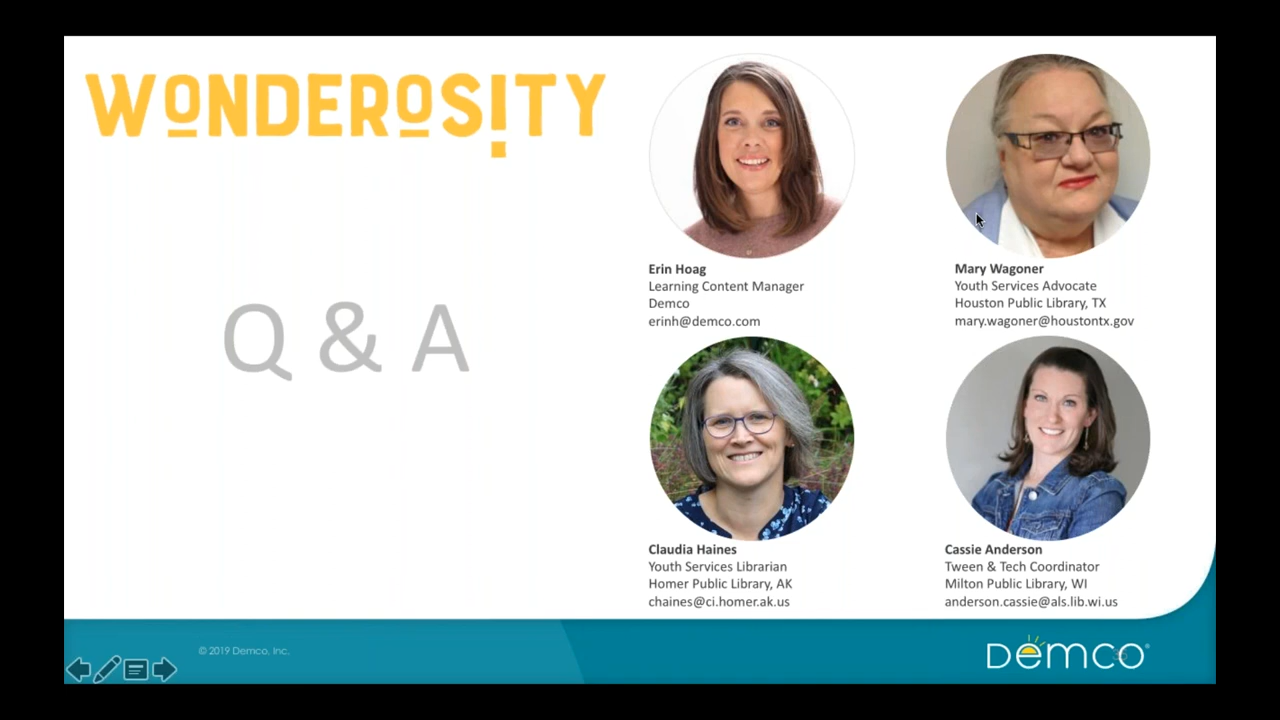 WONDEROSITY
Q & A
Erin Hoag
Learning Content Manager
Demco
erinh@demco.com
Mary Wagoner
Youth Services Advocate
Houston Public Library, TX
mary.wagoner@houstontx.gov
Claudia Haines
Youth Services Librarian
Homer Public Library, AK
chaines@ci.homer.ak.us
Cassie Anderson
Tween & Tech Coordinator
Milton Public Library, WI
anderson.cassie@als.lib.wi.us
© 2019 Demco, Inc.
Demco®